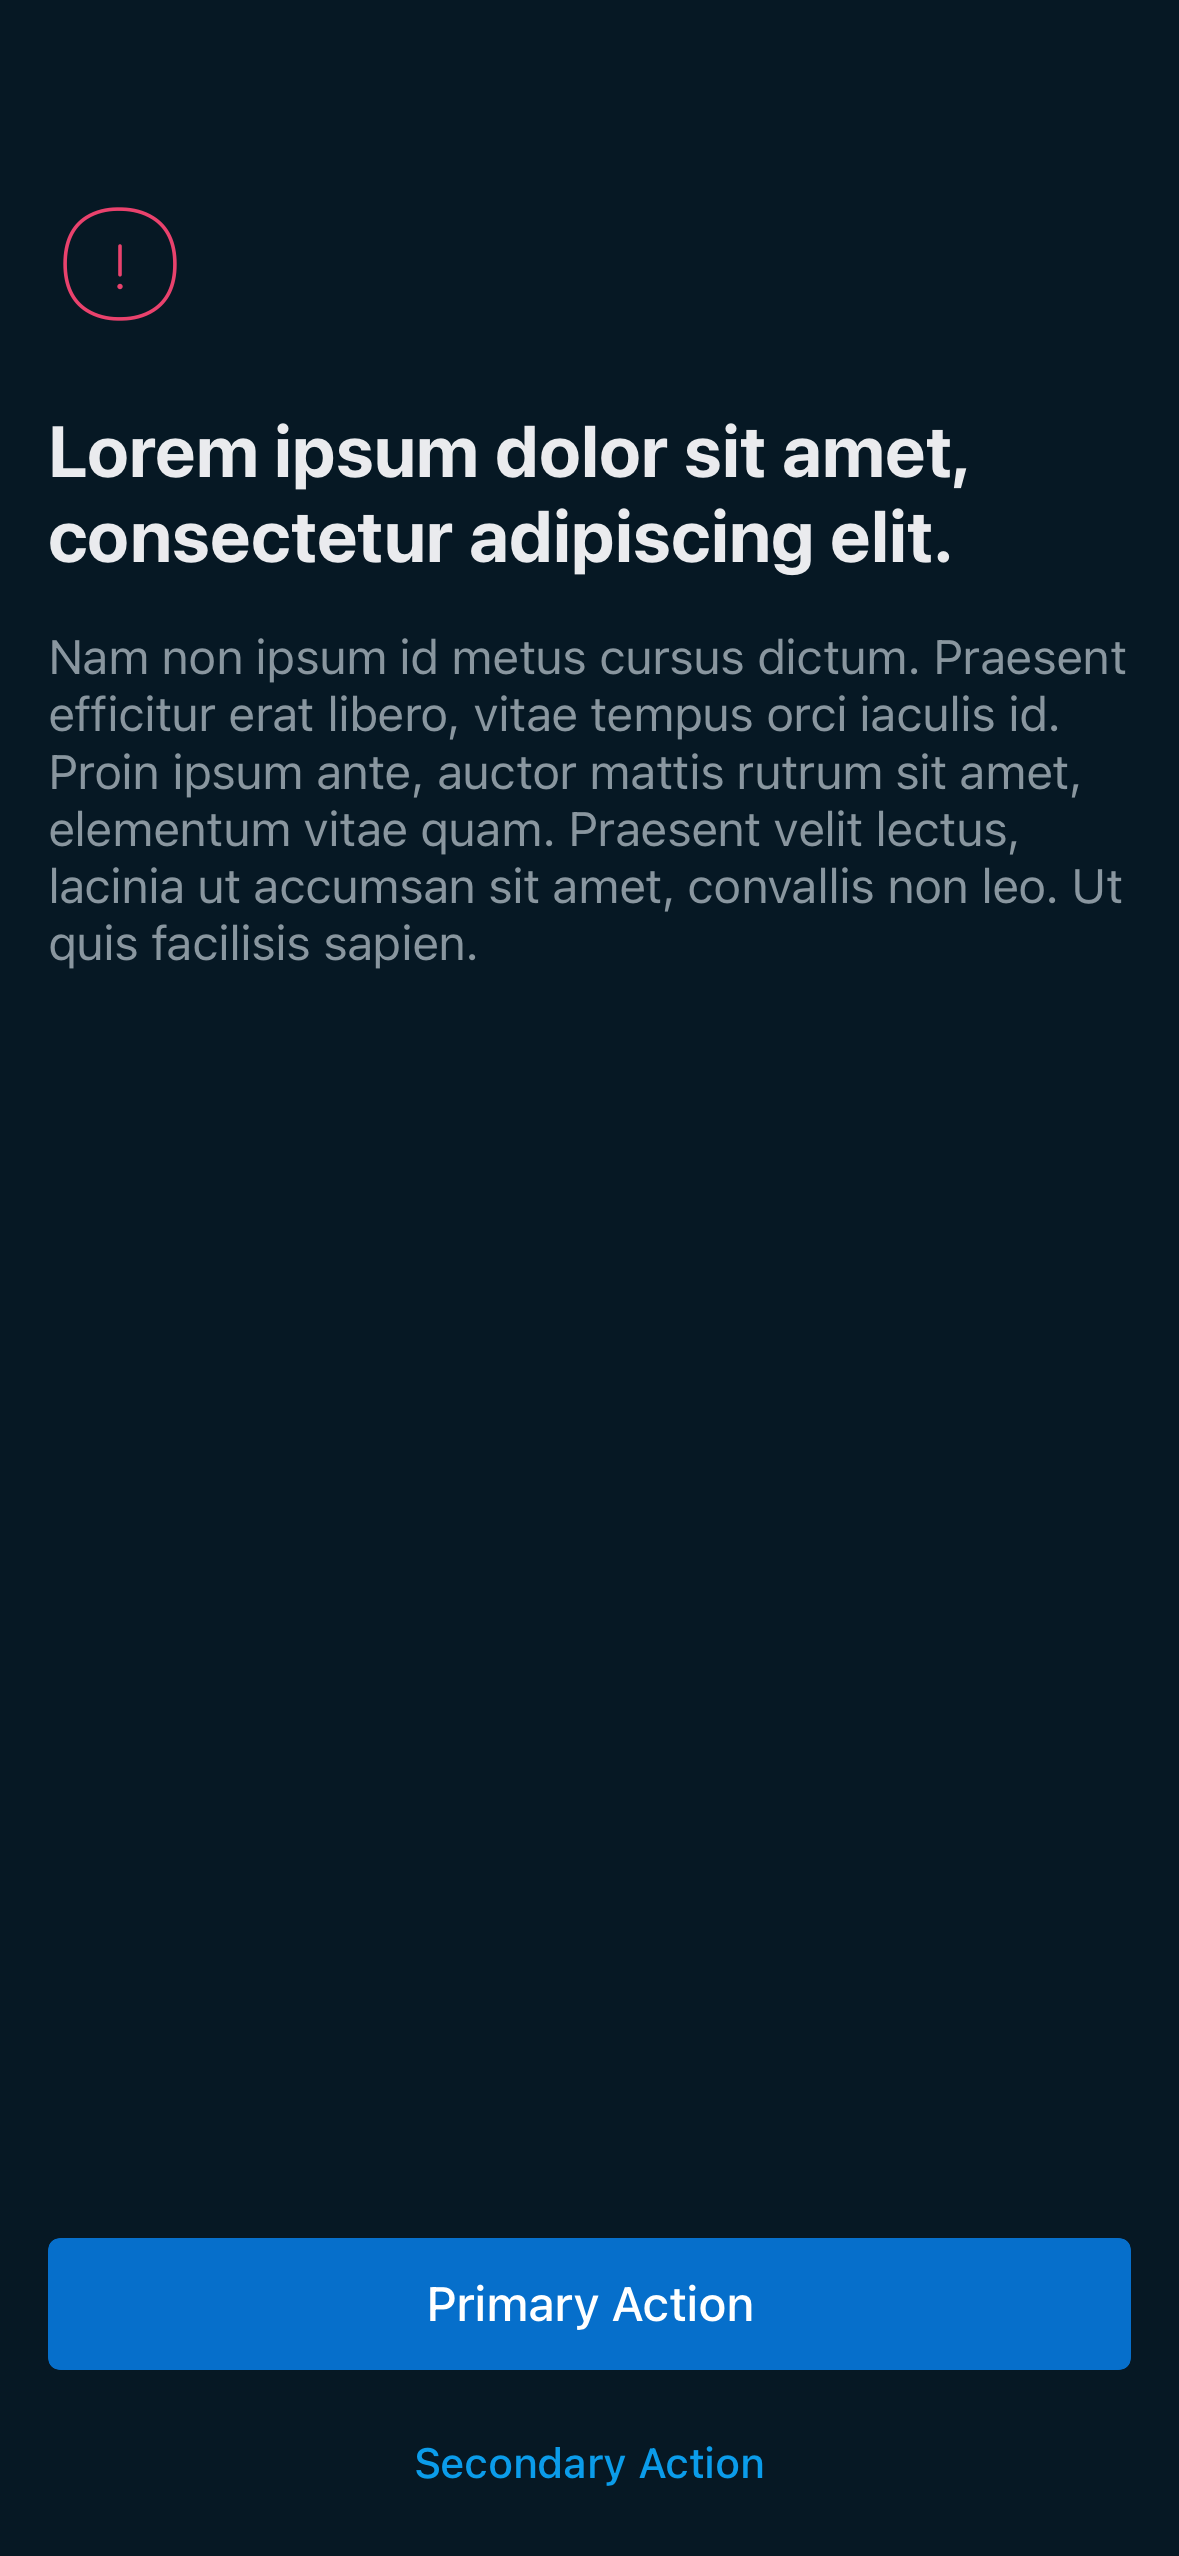 Lorem ipsum dolor sit amet,
consectetur adipiscing elit.
Nam non ipsum id metus cursus dictum. Praesent
efficitur erat libero, vitae tempus orci iaculis id.
Proin ipsum ante, auctor mattis rutrum sit amet,
elementum vitae quam. Praesent velit lectus,
lacinia ut accumsan sit amet, convallis non leo. Ut
quis facilisis sapien.
Primary Action
Secondary Action